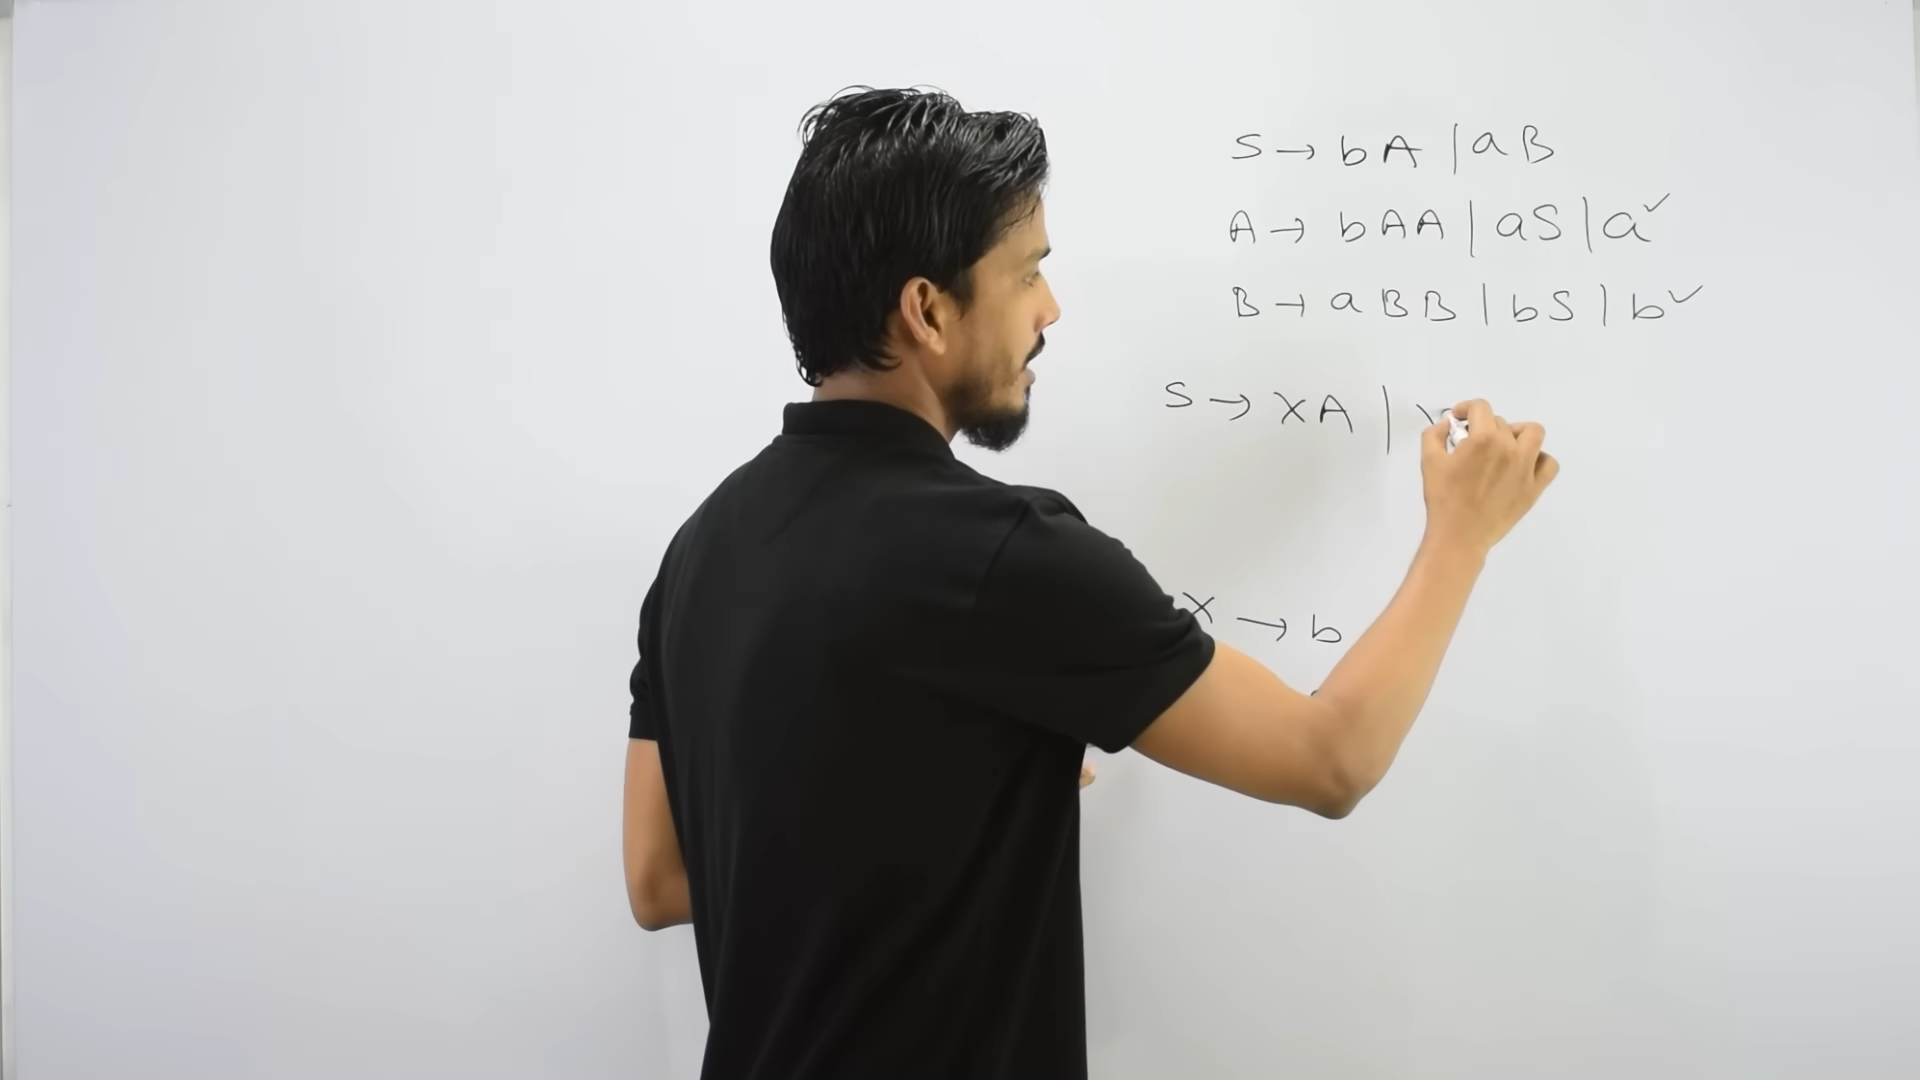 S → bA | aB
A → bAA | aS | a ✓
B → aBB | bS | b ✓
S → XA |
X → b